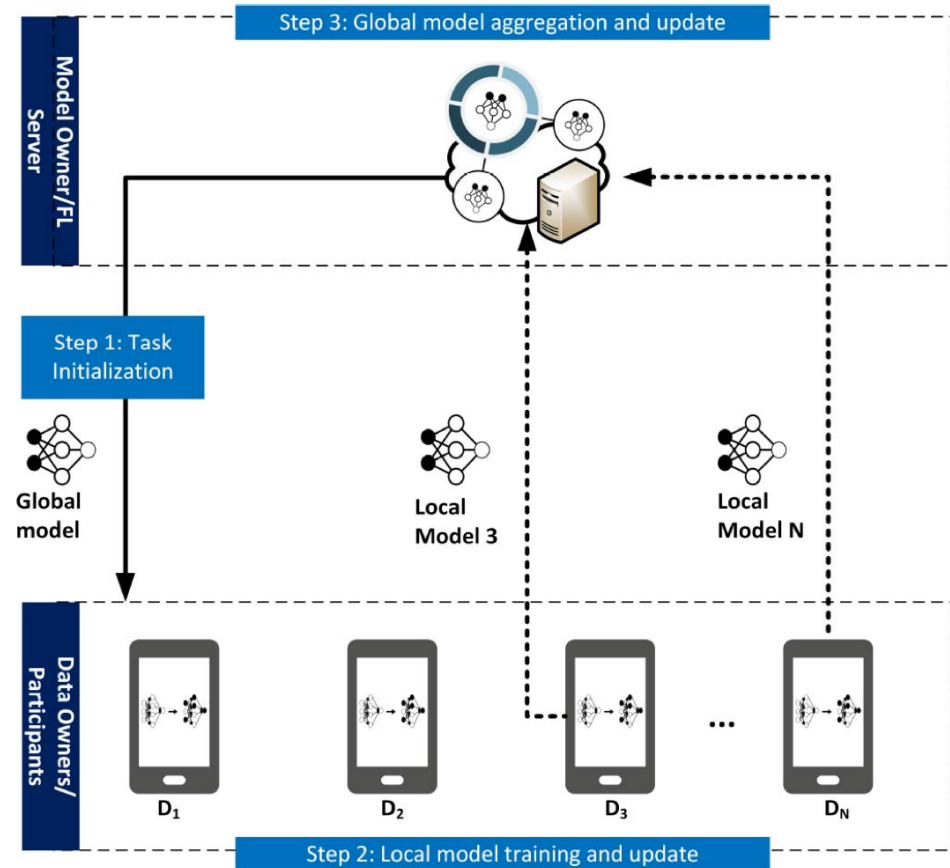 Step 3: Global model aggregation and update
Model Owner/FL
Server
Step 1: Task
Initialization
Global
model
Local
Model 3
Local
Model N
Data Owners/
Participants
...
D₁
D₂
D₃
D_N
Step 2: Local model training and update